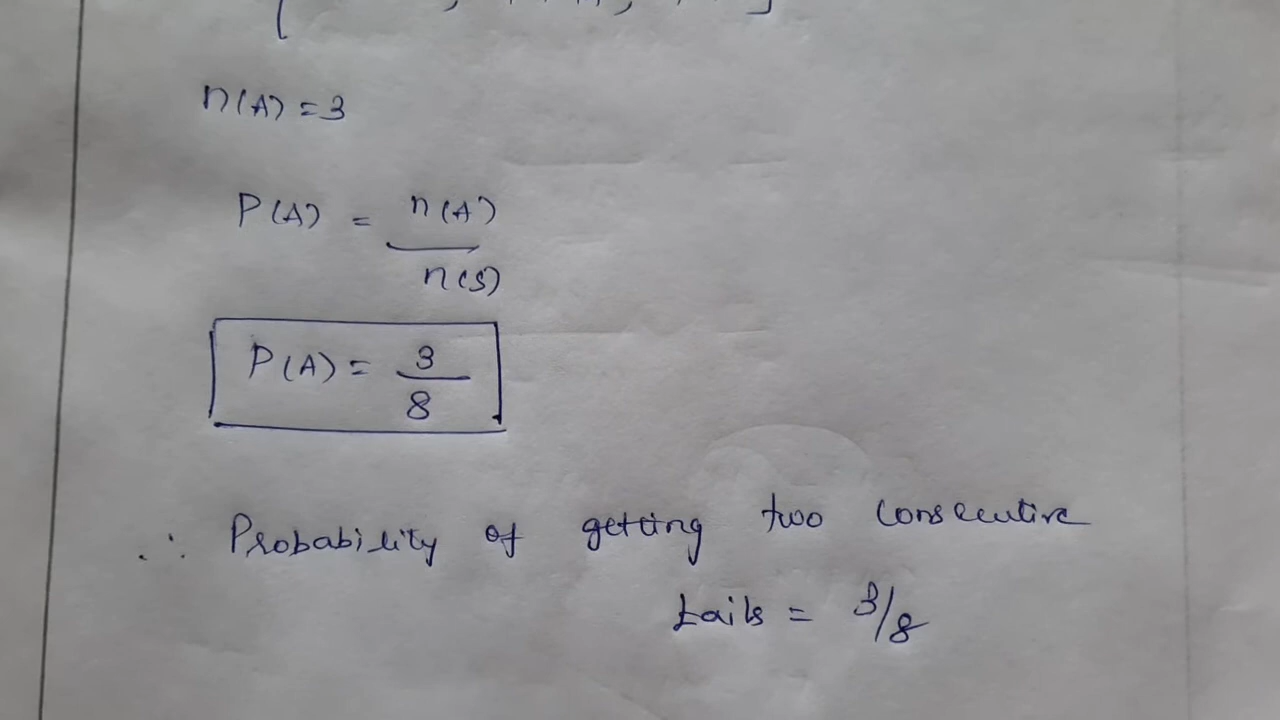 n(A) = 3
P(A) = n(A)
n(S)
P(A) = 3
8
∴ Probability of getting two consecutive
tails = 3/8